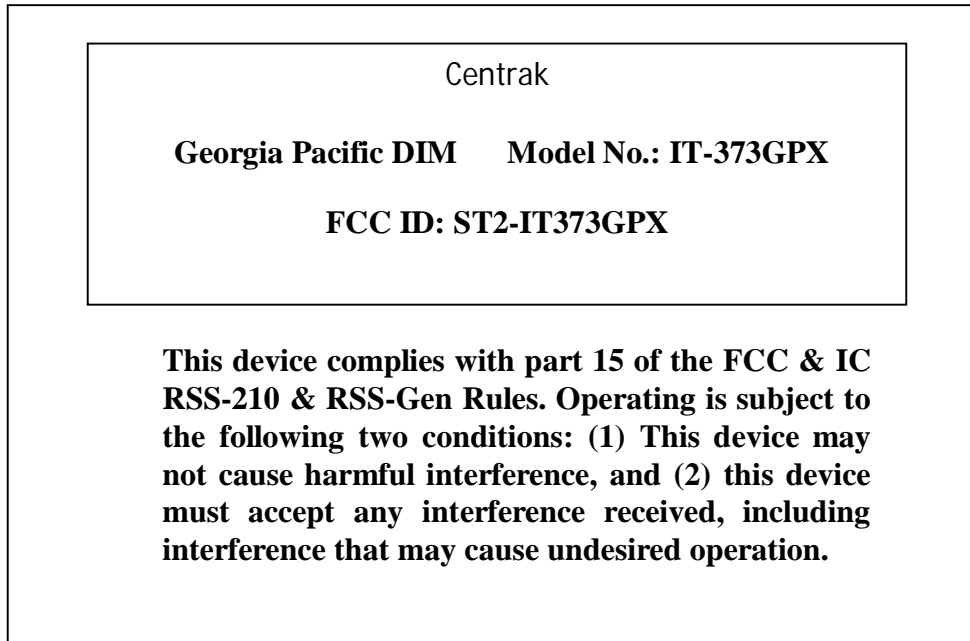 Centrak
Georgia Pacific DIM Model No.: IT-373GPX
FCC ID: ST2-IT373GPX
This device complies with part 15 of the FCC & IC
RSS-210 & RSS-Gen Rules. Operating is subject to
the following two conditions: (1) This device may
not cause harmful interference, and (2) this device
must accept any interference received, including
interference that may cause undesired operation.